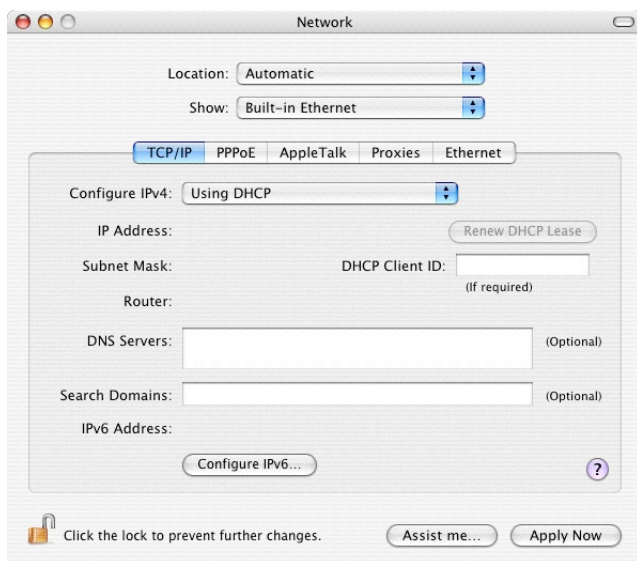 Network
Location: Automatic
Show: Built-in Ethernet
TCP/IP PPPoE AppleTalk Proxies Ethernet
Configure IPv4: Using DHCP
IP Address: Renew DHCP Lease
Subnet Mask: DHCP Client ID:
(If required)
Router:
DNS Servers: (Optional)
Search Domains: (Optional)
IPv6 Address:
Configure IPv6... ?
Click the lock to prevent further changes. Assist me... Apply Now